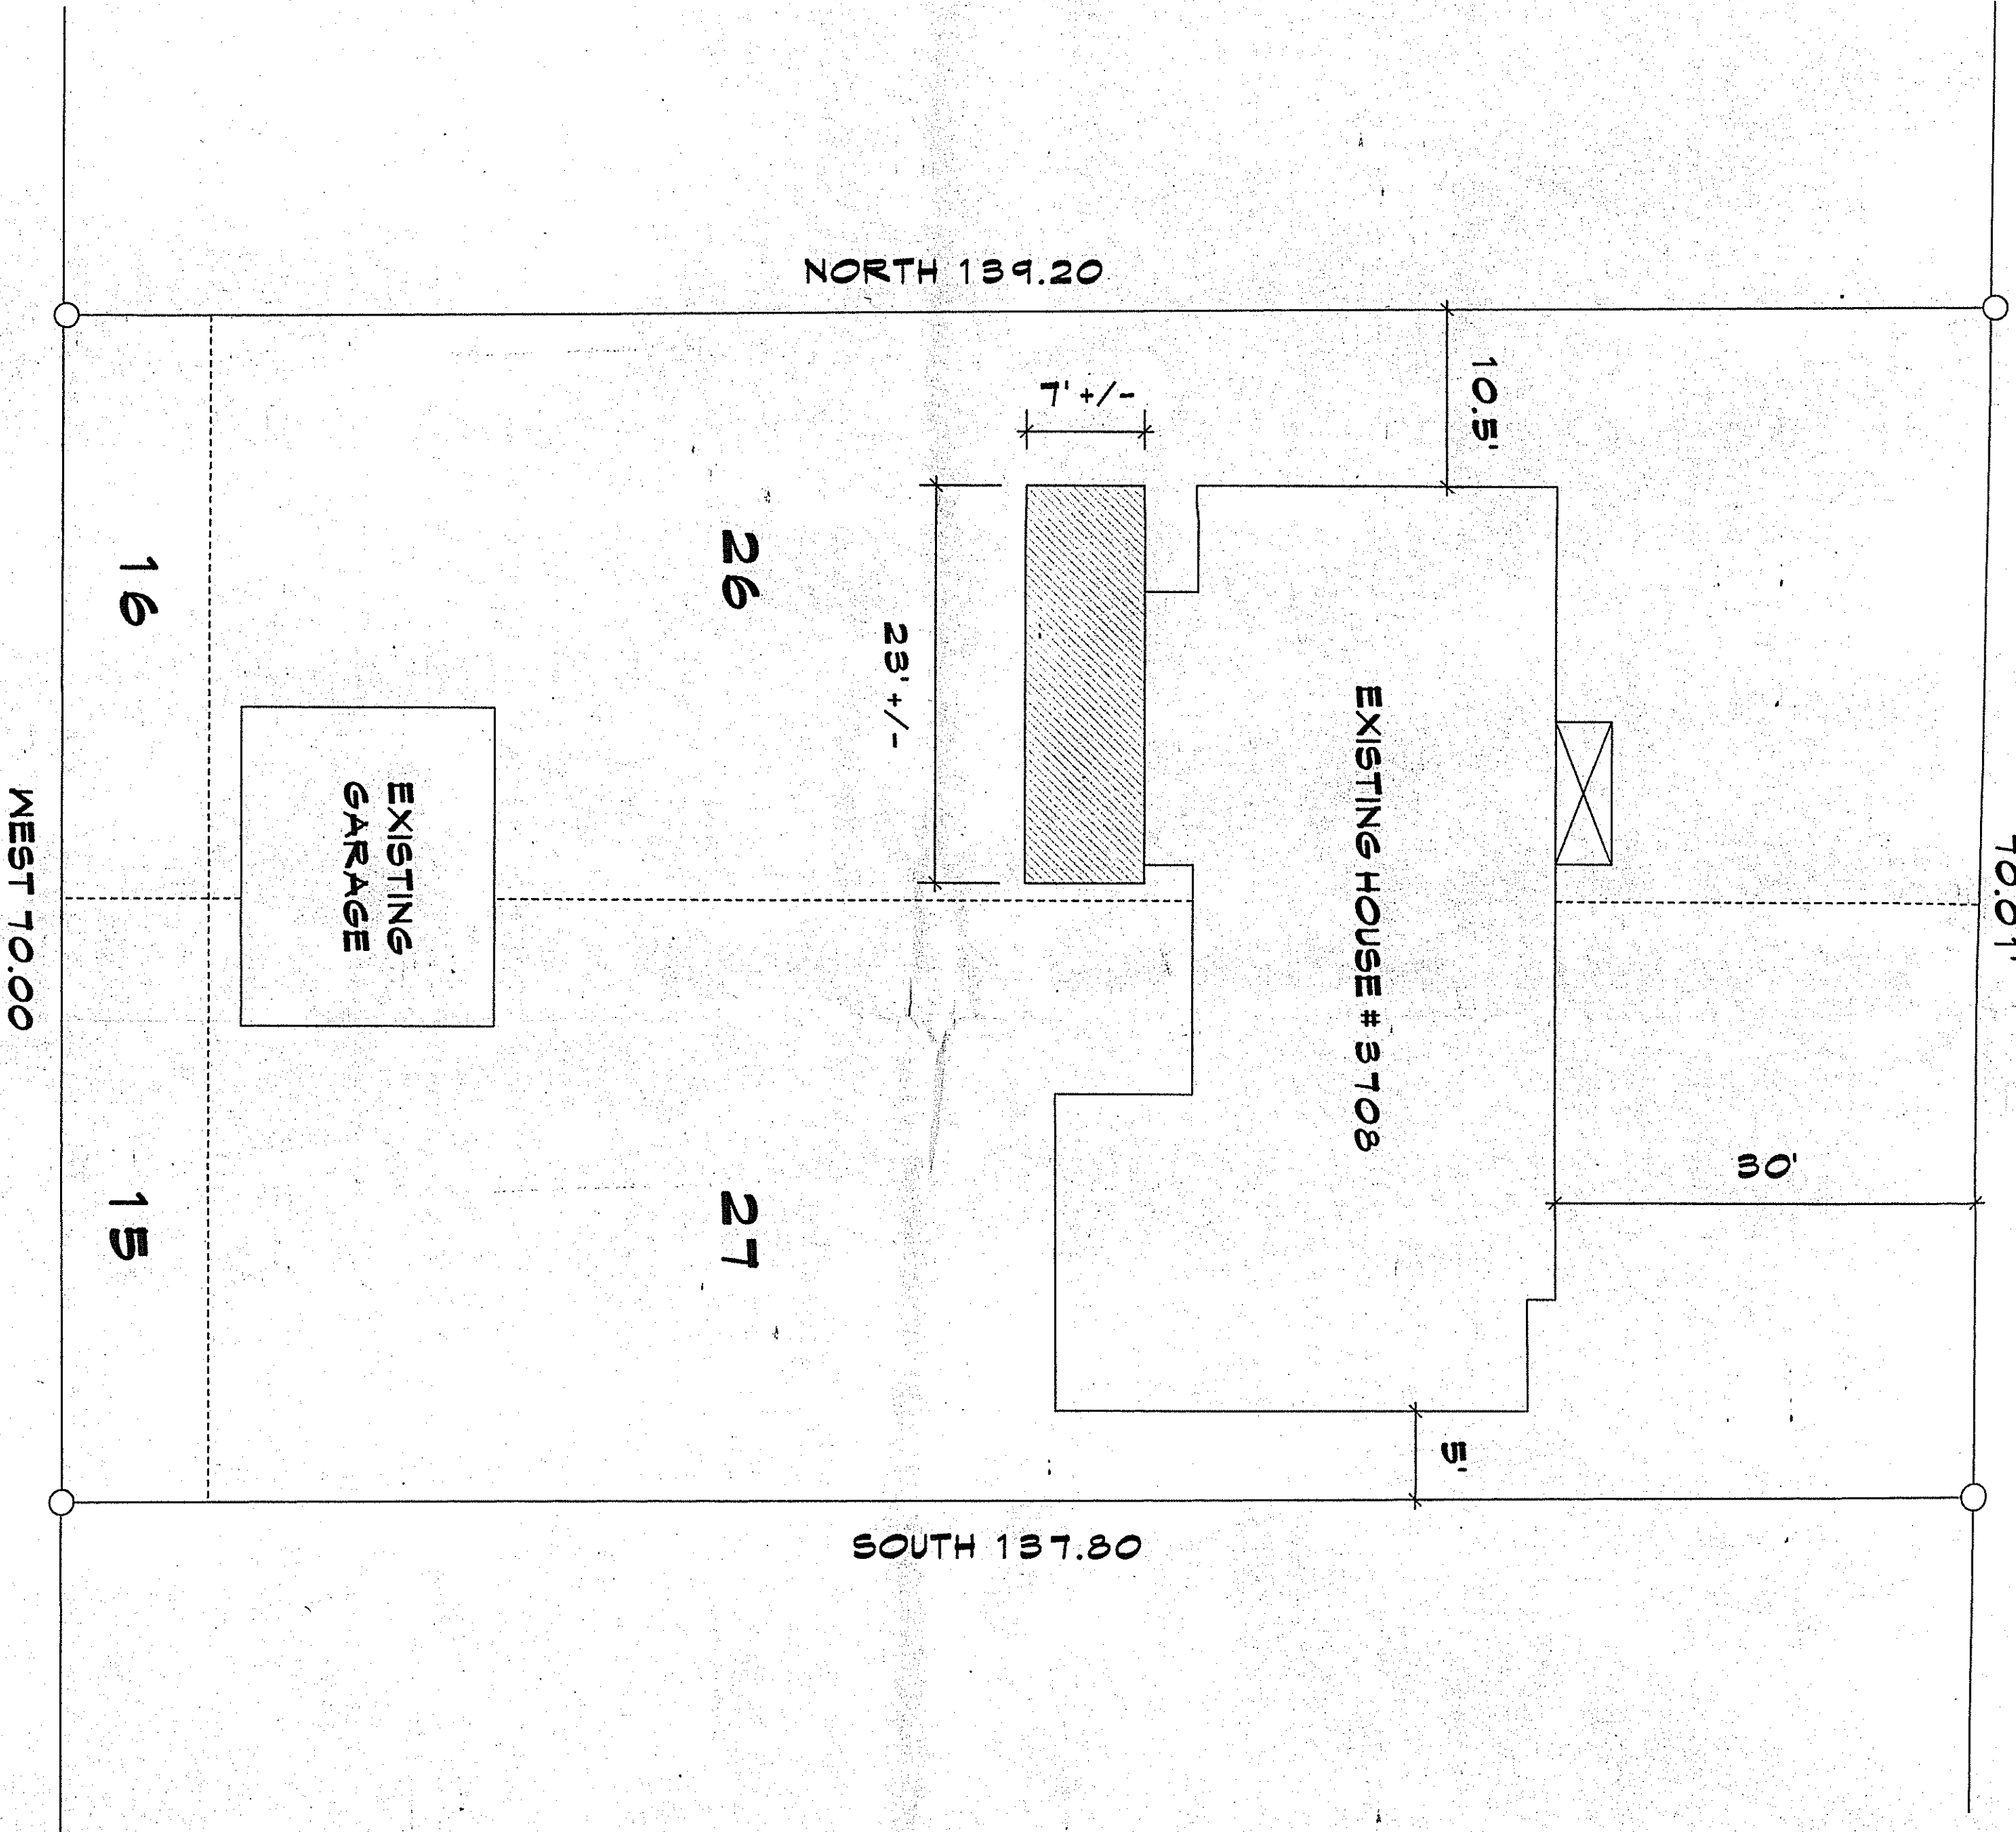 NORTH 139.20
7' +/-
10.5'
26
16
23' +/-
EXISTING HOUSE # 3708
EXISTING
GARAGE
WEST 70.00
70.01'
30'
27
15
5'
SOUTH 137.80